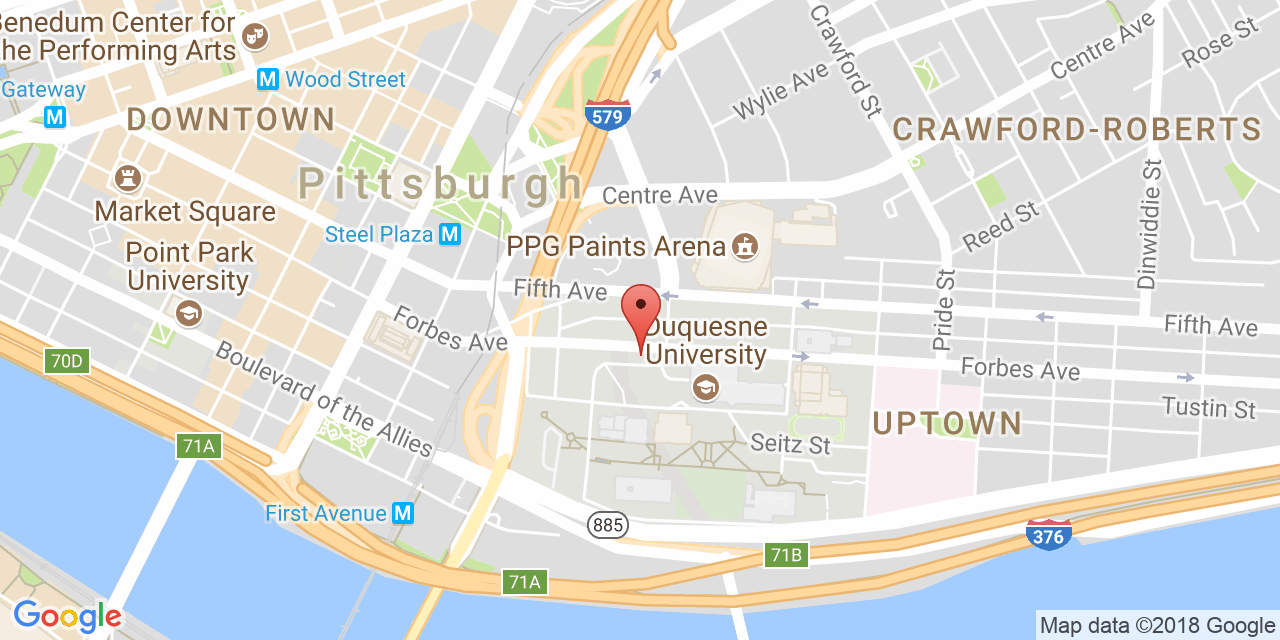 Benedum Center for
the Performing Arts
M Wood Street
Gateway
M
DOWNTOWN
579
Crawford St
Wylie Ave
Centre Ave
Rose St
CRAWFORD-ROBERTS
Pittsburgh
Market Square
Centre Ave
Steel Plaza M
Point Park
University
PPG Paints Arena
Reed St
Dinwiddie St
Pride St
Fifth Ave
Fifth Ave
Forbes Ave
Duquesne
University
Forbes Ave
70D
Boulevard of the Allies
Tustin St
UPTOWN
71A
Seitz St
First Avenue M
885
376
71B
71A
Google
Map data ©2018 Google